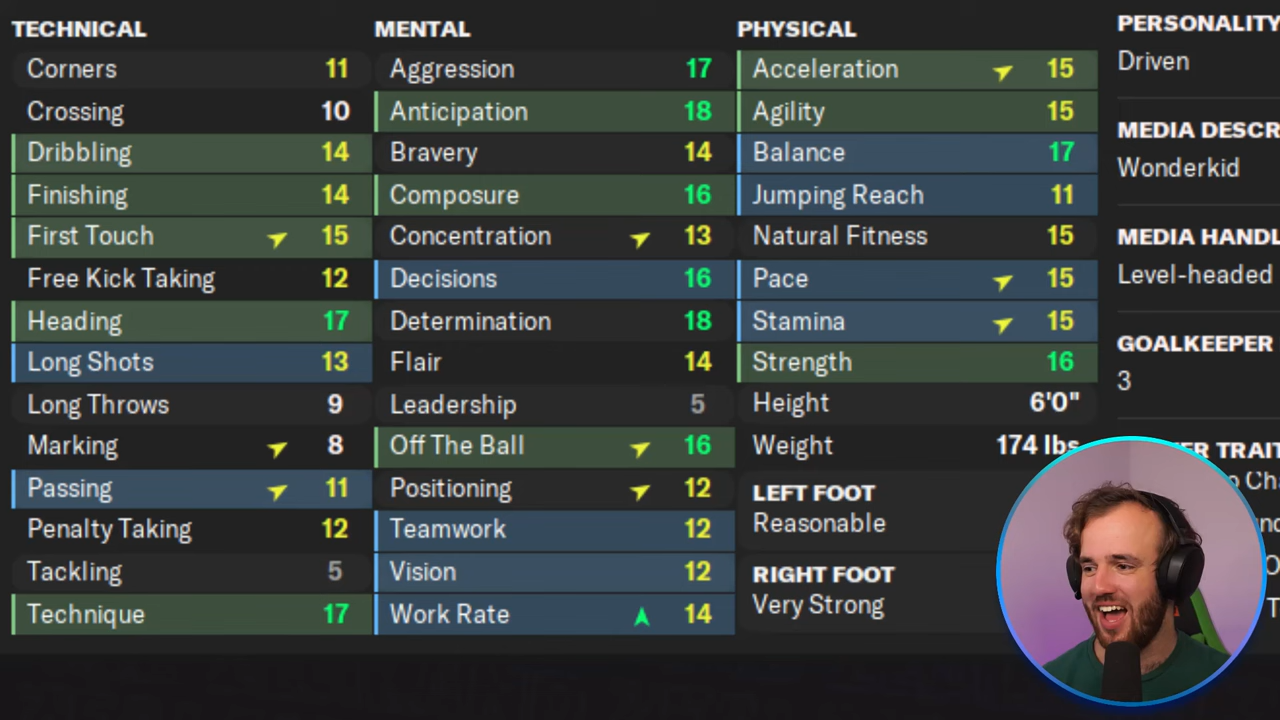 TECHNICAL
Corners 11
Crossing 10
Dribbling 14
Finishing 14
First Touch 15
Free Kick Taking 12
Heading 17
Long Shots 13
Long Throws 9
Marking 8
Passing 11
Penalty Taking 12
Tackling 5
Technique 17
MENTAL
Aggression 17
Anticipation 18
Bravery 14
Composure 16
Concentration 13
Decisions 16
Determination 18
Flair 14
Leadership 5
Off The Ball 16
Positioning 12
Teamwork 12
Vision 12
Work Rate 14
PHYSICAL
Acceleration 15
Agility 15
Balance 17
Jumping Reach 11
Natural Fitness 15
Pace 15
Stamina 15
Strength 16
Height 6'0"
Weight 174 lbs
LEFT FOOT
Reasonable
RIGHT FOOT
Very Strong
PERSONALITY
Driven
MEDIA DESCR
Wonderkid
MEDIA HANDL
Level-headed
GOALKEEPER
3